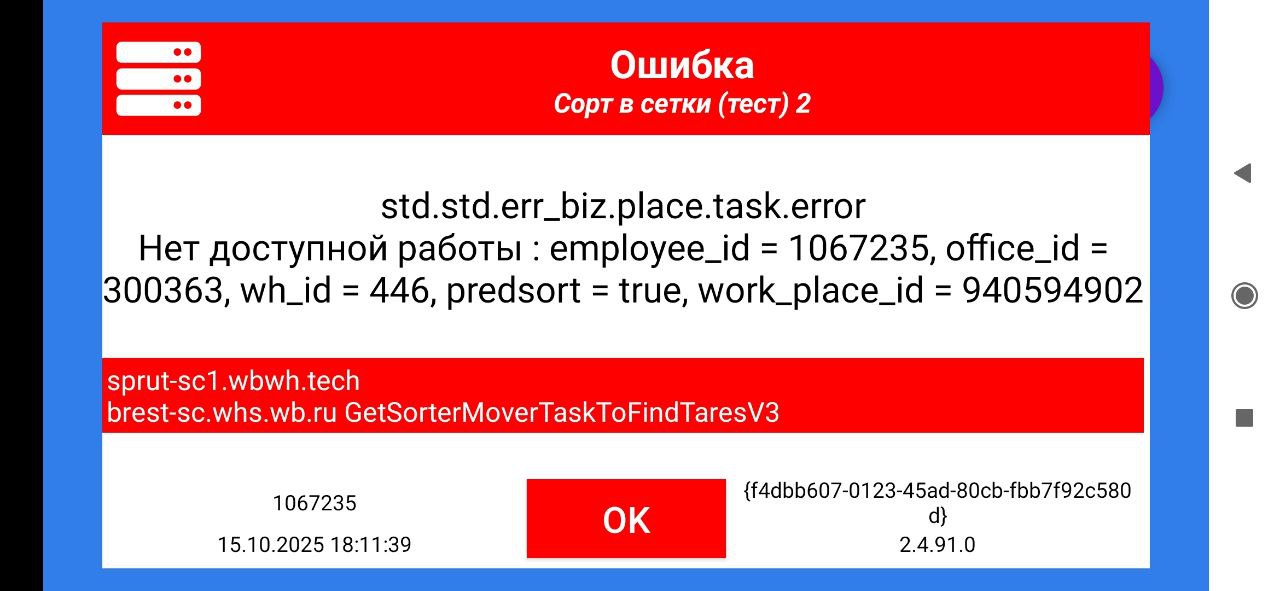 Ошибка
Сорт в сетки (тест) 2
std.std.err_biz.place.task.error
Нет доступной работы : employee_id = 1067235, office_id =
300363, wh_id = 446, predsort = true, work_place_id = 940594902
sprut-sc1.wbwh.tech
brest-sc.whs.wb.ru GetSorterMoverTaskToFindTaresV3
1067235
15.10.2025 18:11:39
OK
{f4dbb607-0123-45ad-80cb-fbb7f92c580
d}
2.4.91.0